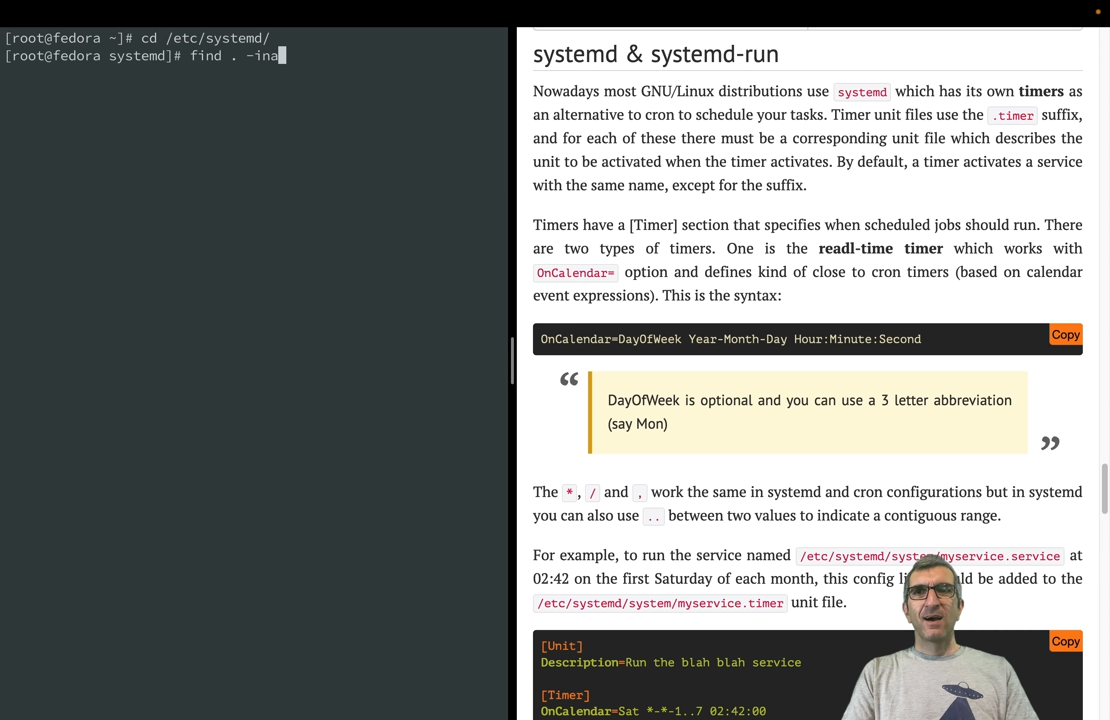 [root@fedora ~]# cd /etc/systemd/
[root@fedora systemd]# find . -ina
systemd & systemd-run
Nowadays most GNU/Linux distributions use systemd which has its own timers as
an alternative to cron to schedule your tasks. Timer unit files use the .timer suffix,
and for each of these there must be a corresponding unit file which describes the
unit to be activated when the timer activates. By default, a timer activates a service
with the same name, except for the suffix.
Timers have a [Timer] section that specifies when scheduled jobs should run. There
are two types of timers. One is the readl-time timer which works with
OnCalendar= option and defines kind of close to cron timers (based on calendar
event expressions). This is the syntax:
Copy
OnCalendar=DayOfWeek Year-Month-Day Hour:Minute:Second
“
DayOfWeek is optional and you can use a 3 letter abbreviation
(say Mon)
”
The *, / and , work the same in systemd and cron configurations but in systemd
you can also use .. between two values to indicate a contiguous range.
For example, to run the service named /etc/systemd/system/myservice.service at
02:42 on the first Saturday of each month, this config be added to the
/etc/systemd/system/myservice.timer unit file.
Copy
[Unit]
Description=Run the blah blah service
[Timer]
OnCalendar=Sat *-*-1..7 02:42:00